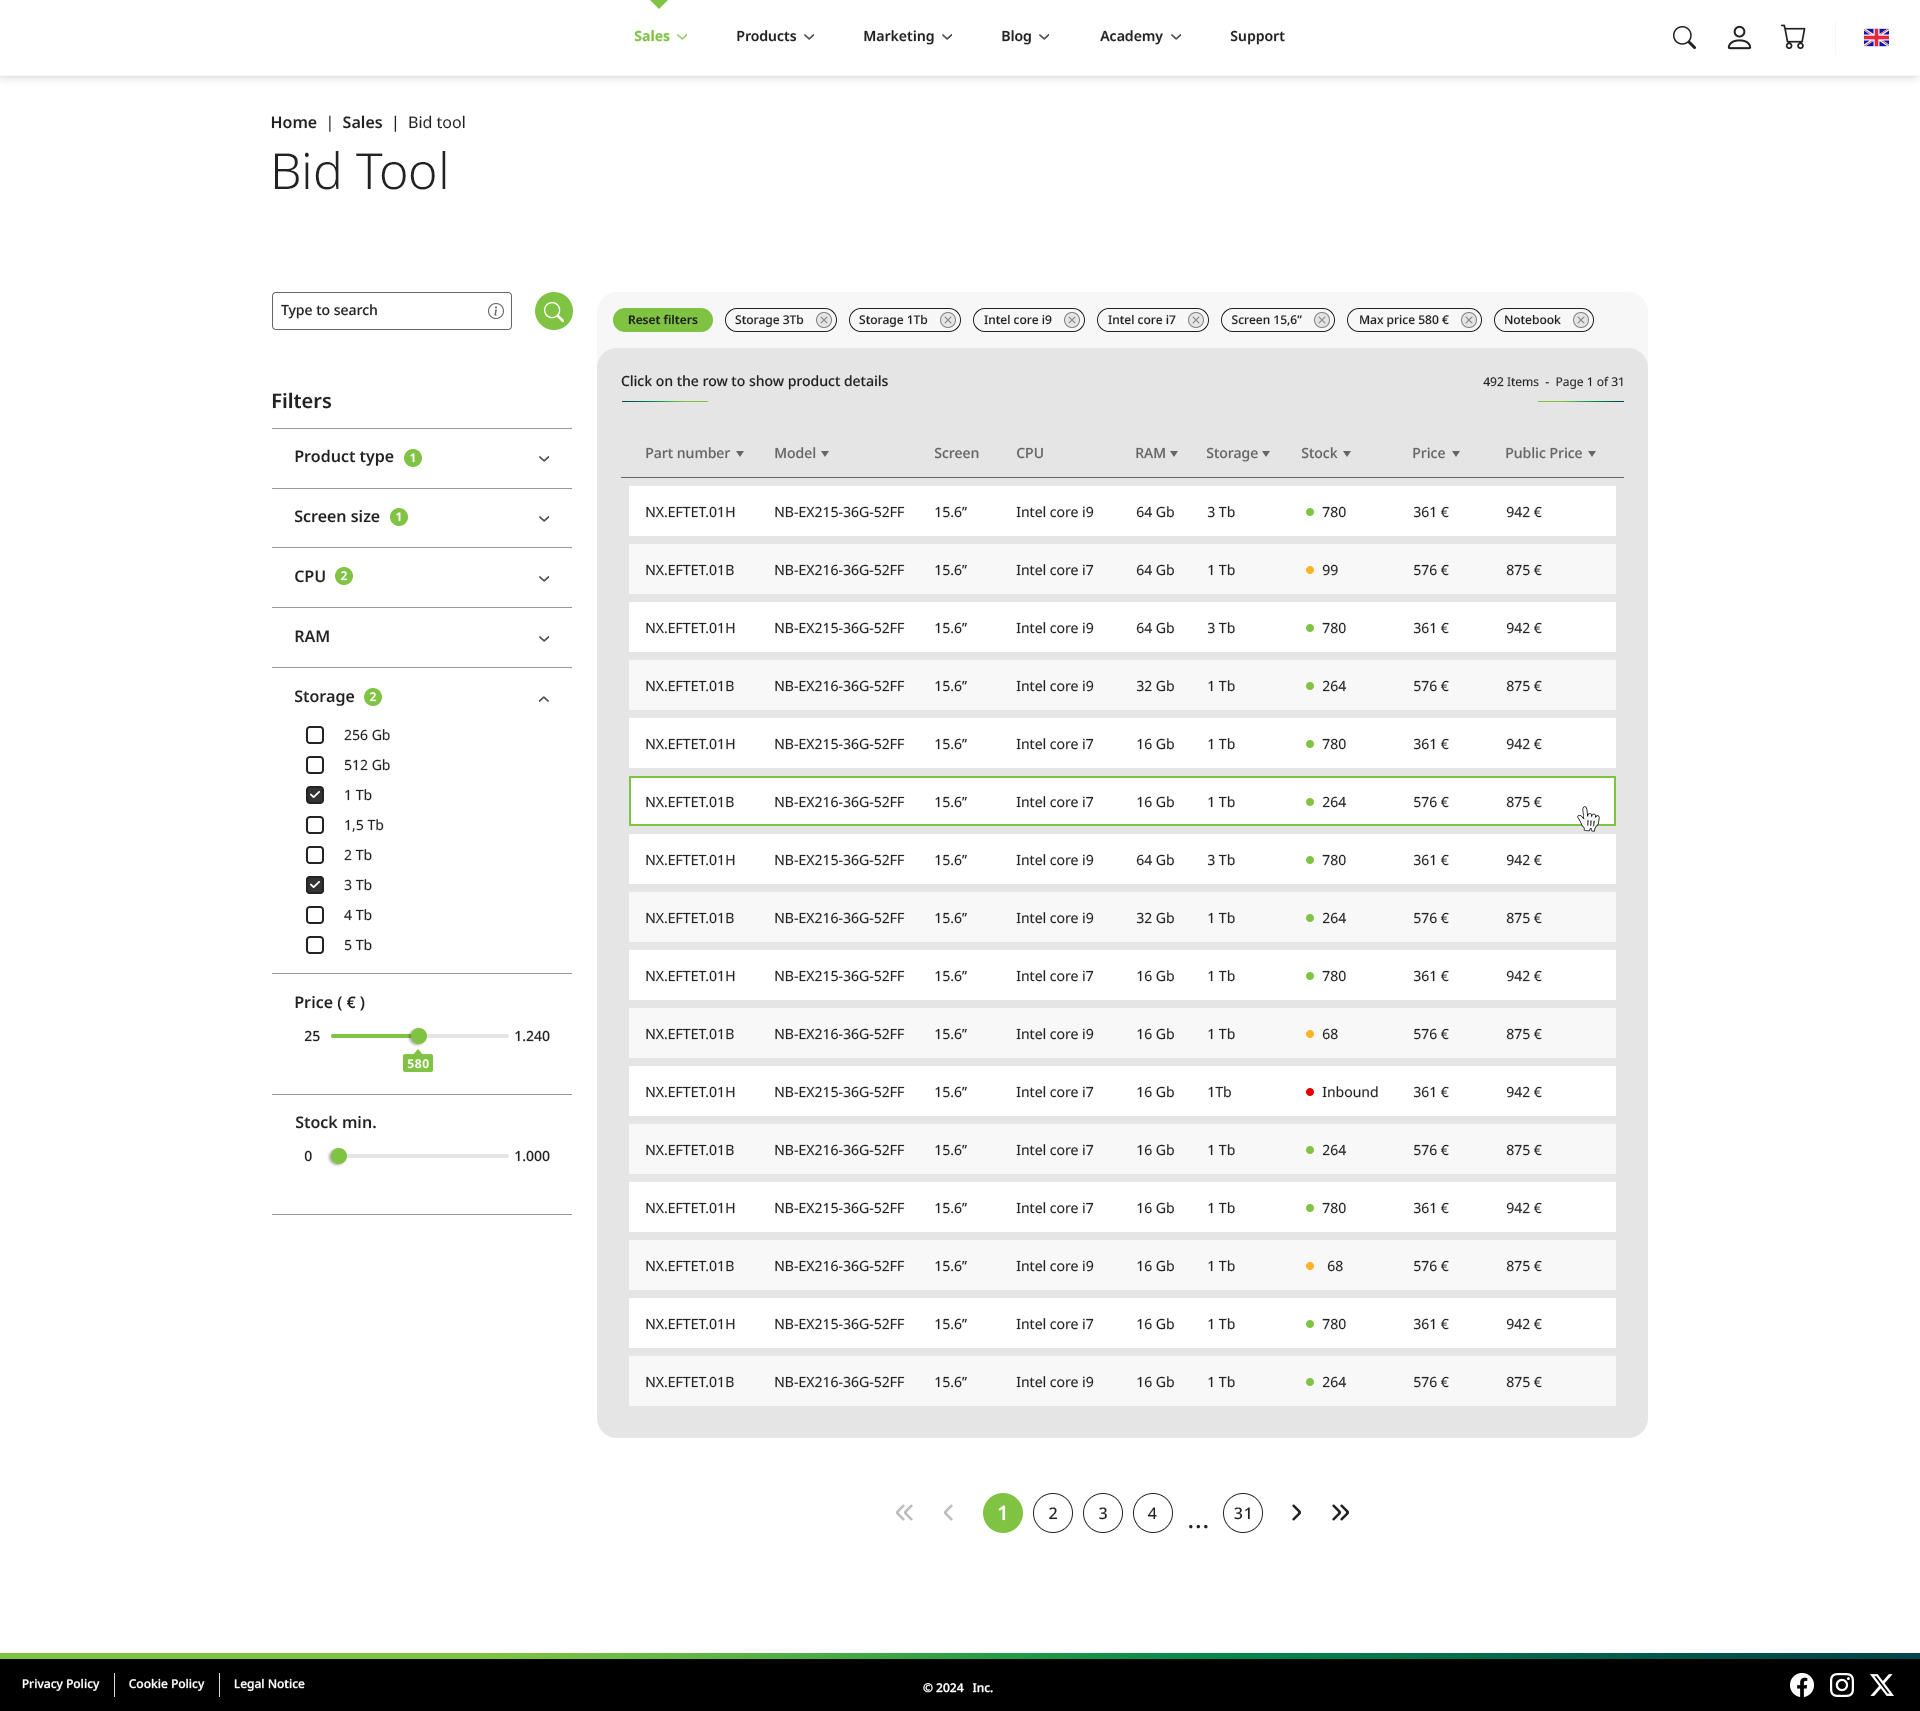 Sales Products Marketing Blog Academy Support
Home | Sales | Bid tool
Bid Tool
Type to search
Reset filters Storage 3Tb Storage 1Tb Intel core i9 Intel core i7 Screen 15,6” Max price 580 € Notebook
Click on the row to show product details 492 Items - Page 1 of 31
Filters
Product type 1
Screen size 1
CPU 2
RAM
Storage 2
256 Gb
512 Gb
1 Tb
1,5 Tb
2 Tb
3 Tb
4 Tb
5 Tb
Price ( € )
25 1.240
580
Stock min.
0 1.000
Part number Model Screen CPU RAM Storage Stock Price Public Price
NX.EFTET.01H NB-EX215-36G-52FF 15.6” Intel core i9 64 Gb 3 Tb 780 361 € 942 €
NX.EFTET.01B NB-EX216-36G-52FF 15.6” Intel core i7 64 Gb 1 Tb 99 576 € 875 €
NX.EFTET.01H NB-EX215-36G-52FF 15.6” Intel core i9 64 Gb 3 Tb 780 361 € 942 €
NX.EFTET.01B NB-EX216-36G-52FF 15.6” Intel core i9 32 Gb 1 Tb 264 576 € 875 €
NX.EFTET.01H NB-EX215-36G-52FF 15.6” Intel core i7 16 Gb 1 Tb 780 361 € 942 €
NX.EFTET.01B NB-EX216-36G-52FF 15.6” Intel core i7 16 Gb 1 Tb 264 576 € 875 €
NX.EFTET.01H NB-EX215-36G-52FF 15.6” Intel core i9 64 Gb 3 Tb 780 361 € 942 €
NX.EFTET.01B NB-EX216-36G-52FF 15.6” Intel core i9 32 Gb 1 Tb 264 576 € 875 €
NX.EFTET.01H NB-EX215-36G-52FF 15.6” Intel core i7 16 Gb 1 Tb 780 361 € 942 €
NX.EFTET.01B NB-EX216-36G-52FF 15.6” Intel core i9 16 Gb 1 Tb 68 576 € 875 €
NX.EFTET.01H NB-EX215-36G-52FF 15.6” Intel core i7 16 Gb 1Tb Inbound 361 € 942 €
NX.EFTET.01B NB-EX216-36G-52FF 15.6” Intel core i7 16 Gb 1 Tb 264 576 € 875 €
NX.EFTET.01H NB-EX215-36G-52FF 15.6” Intel core i7 16 Gb 1 Tb 780 361 € 942 €
NX.EFTET.01B NB-EX216-36G-52FF 15.6” Intel core i9 16 Gb 1 Tb 68 576 € 875 €
NX.EFTET.01H NB-EX215-36G-52FF 15.6” Intel core i7 16 Gb 1 Tb 780 361 € 942 €
NX.EFTET.01B NB-EX216-36G-52FF 15.6” Intel core i9 16 Gb 1 Tb 264 576 € 875 €
1 2 3 4 ... 31
Privacy Policy Cookie Policy Legal Notice © 2024 Inc.